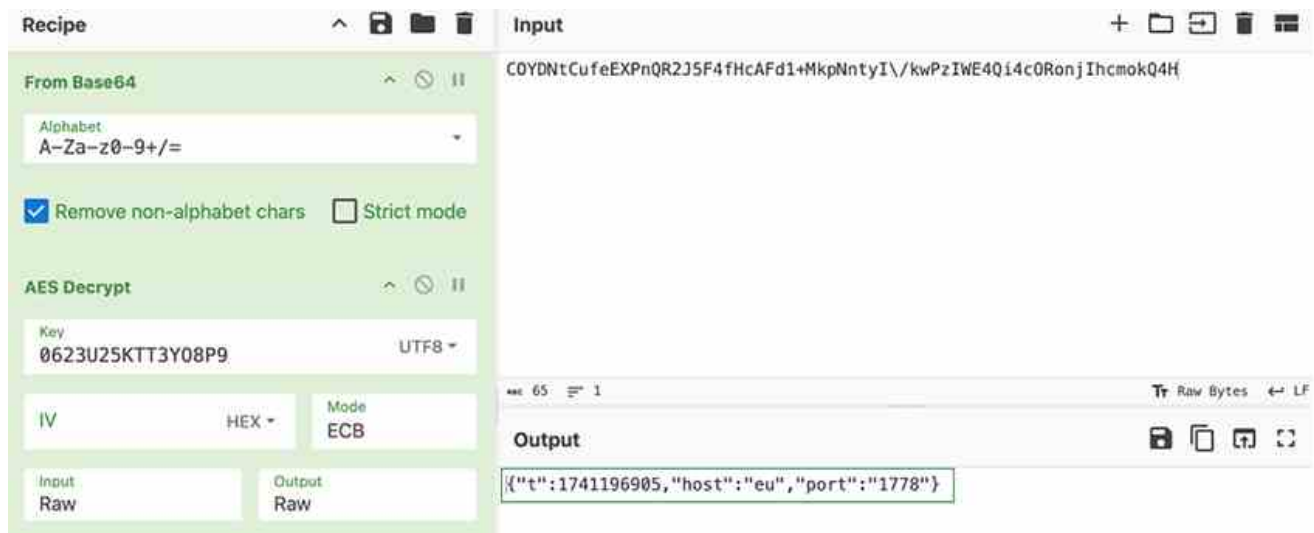 Recipe
From Base64
Alphabet
A-Za-z0-9+/=
Remove non-alphabet chars
Strict mode
AES Decrypt
Key
0623U25KTT3YO8P9
UTF8
IV
HEX
Mode
ECB
Input
Raw
Output
Raw
Input
COYDNtCufeEXPnQR2J5F4fHcAFd1+MkpNntyI\/kwPzIWE4Qi4cORonjIhcmokQ4H
ABC 65 1
Raw Bytes LF
Output
{"t":1741196905,"host":"eu","port":"1778"}